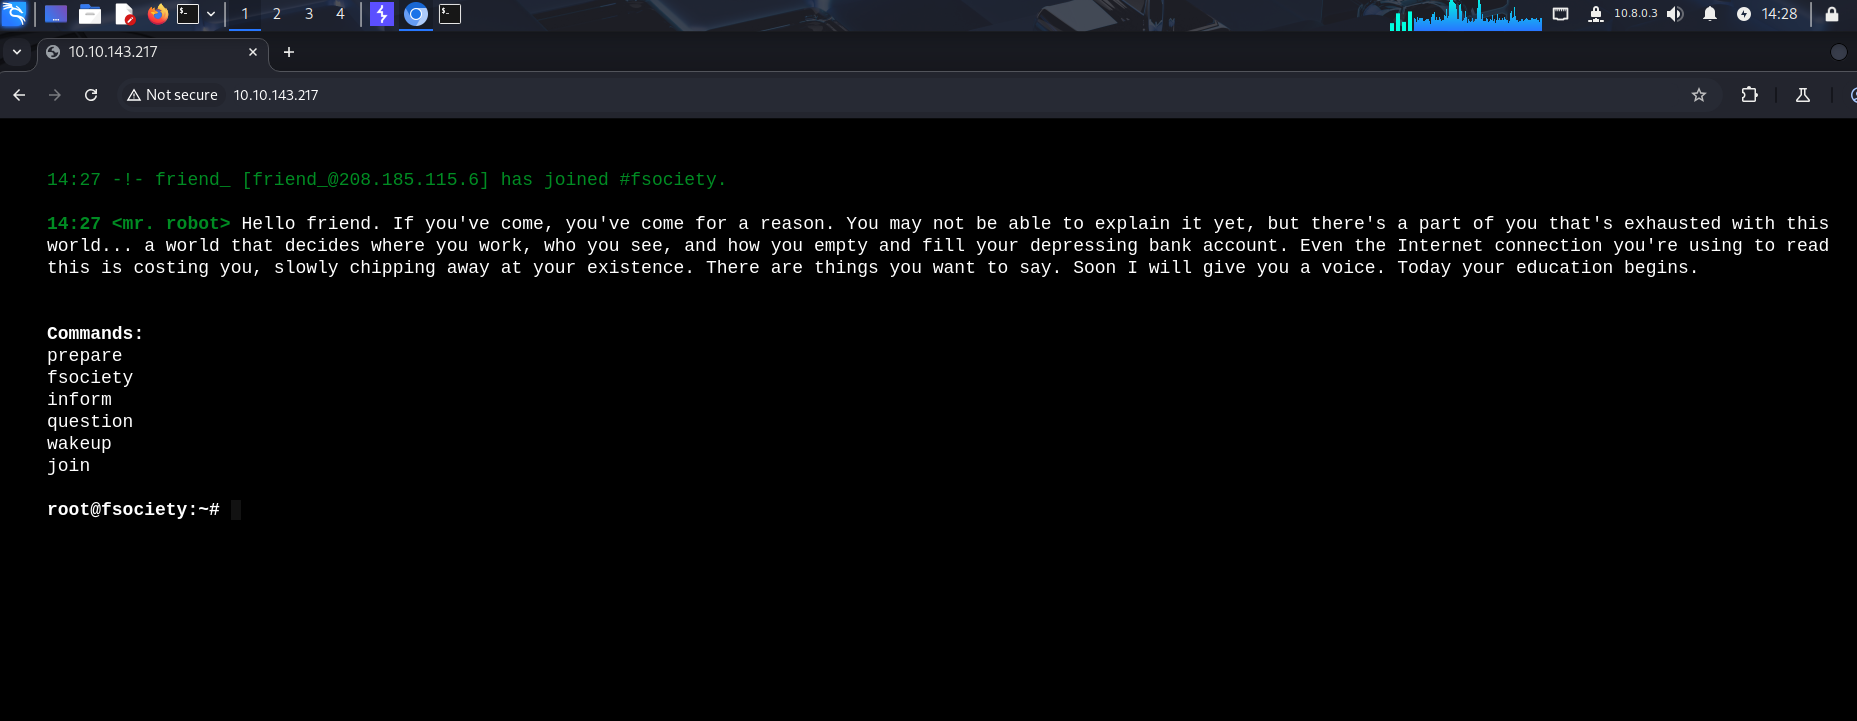 1 2 3 4 10.8.0.3 14:28
10.10.143.217
Not secure 10.10.143.217
14:27 -!- friend_ [friend_@208.185.115.6] has joined #fsociety.
14:27 <mr. robot> Hello friend. If you've come, you've come for a reason. You may not be able to explain it yet, but there's a part of you that's exhausted with this
world... a world that decides where you work, who you see, and how you empty and fill your depressing bank account. Even the Internet connection you're using to read
this is costing you, slowly chipping away at your existence. There are things you want to say. Soon I will give you a voice. Today your education begins.
Commands:
prepare
fsociety
inform
question
wakeup
join
root@fsociety:~#